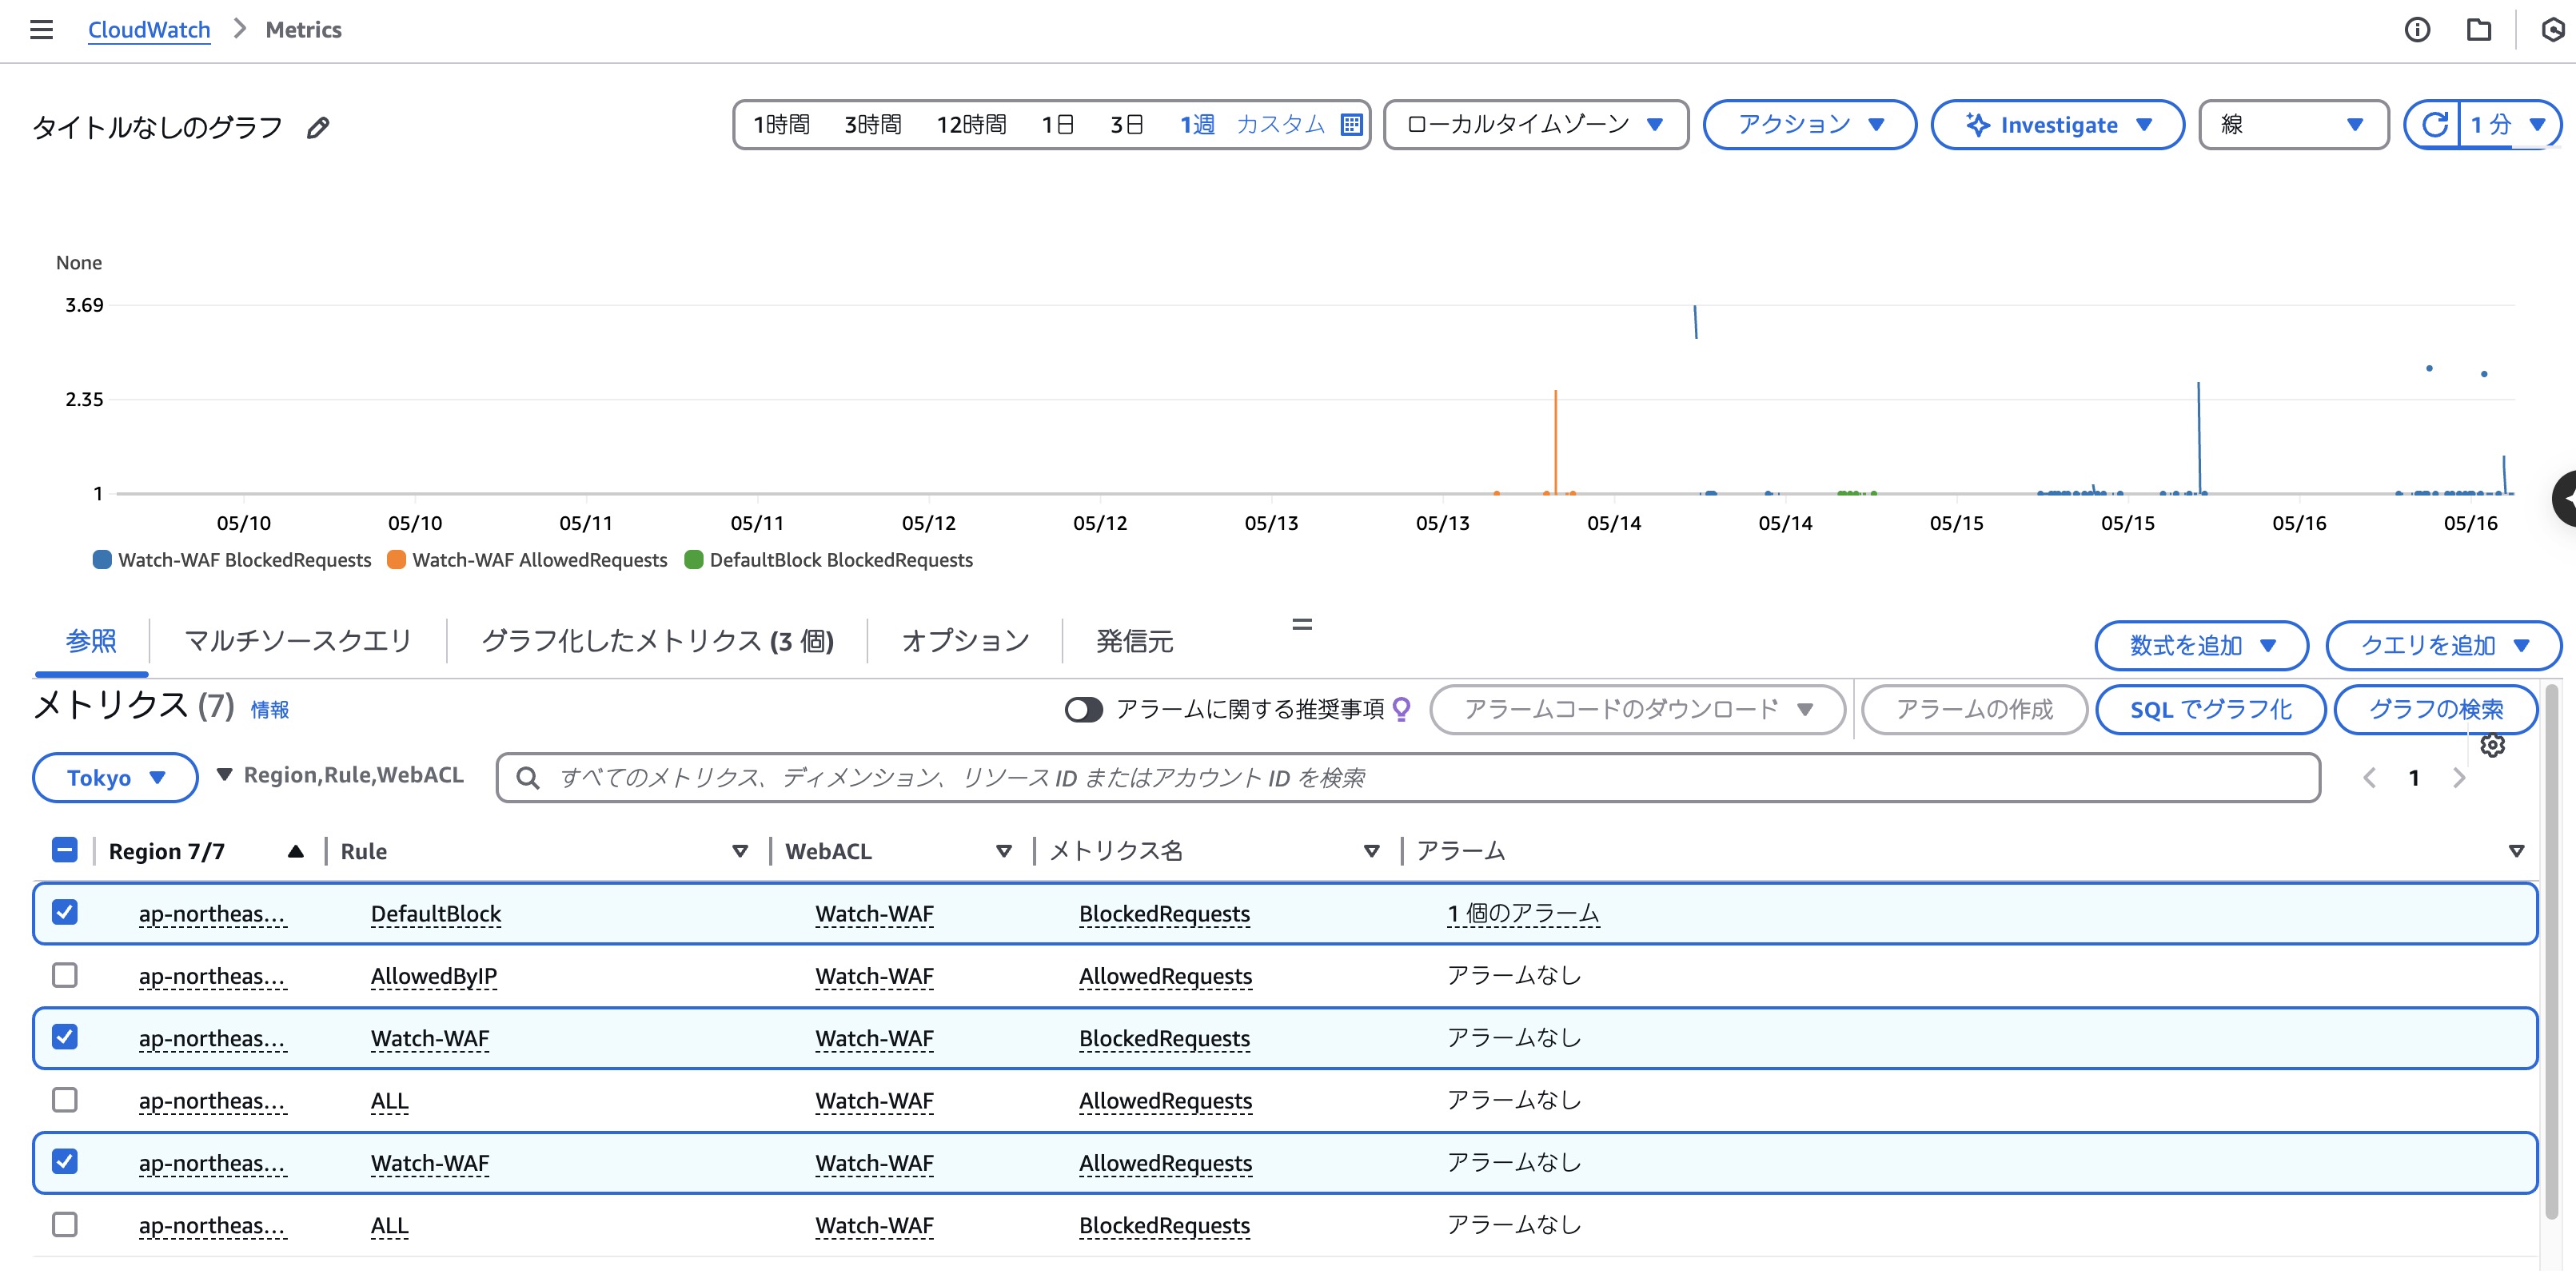 CloudWatch > Metrics
タイトルなしのグラフ
1時間 3時間 12時間 1日 3日 1週 カスタム
ローカルタイムゾーン
アクション
Investigate
線
1 分
None
3.69
2.35
1
05/10 05/10 05/11 05/11 05/12 05/12 05/13 05/13 05/14 05/14 05/15 05/15 05/16 05/16
Watch-WAF BlockedRequests Watch-WAF AllowedRequests DefaultBlock BlockedRequests
参照 マルチソースクエリ グラフ化したメトリクス (3 個) オプション 発信元
数式を追加 クエリを追加
メトリクス (7) 情報
アラームに関する推奨事項
アラームコードのダウンロード
アラームの作成
SQL でグラフ化
グラフの検索
Tokyo
Region,Rule,WebACL
すべてのメトリクス、ディメンション、リソース ID またはアカウント ID を検索
1
Region 7/7 Rule WebACL メトリクス名 アラーム
ap-northeas... DefaultBlock Watch-WAF BlockedRequests 1 個のアラーム
ap-northeas... AllowedByIP Watch-WAF AllowedRequests アラームなし
ap-northeas... Watch-WAF Watch-WAF BlockedRequests アラームなし
ap-northeas... ALL Watch-WAF AllowedRequests アラームなし
ap-northeas... Watch-WAF Watch-WAF AllowedRequests アラームなし
ap-northeas... ALL Watch-WAF BlockedRequests アラームなし